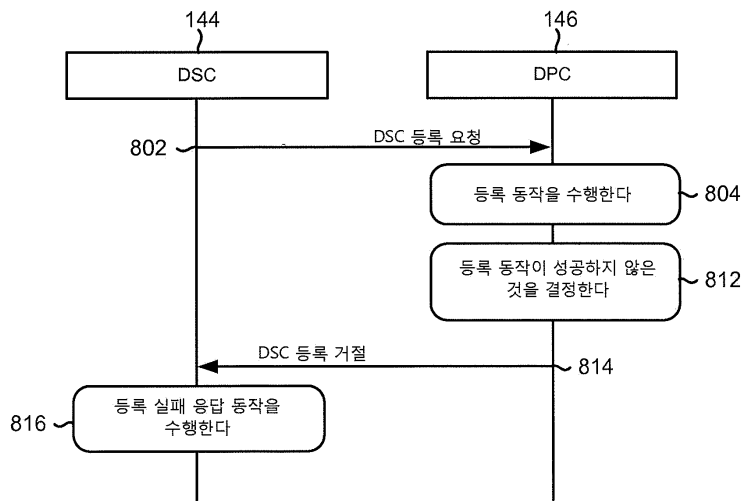 144
146
DSC
DPC
802
DSC 등록 요청
등록 동작을 수행한다
804
등록 동작이 성공하지 않은
것을 결정한다
812
DSC 등록 거절
814
816
등록 실패 응답 동작을
수행한다